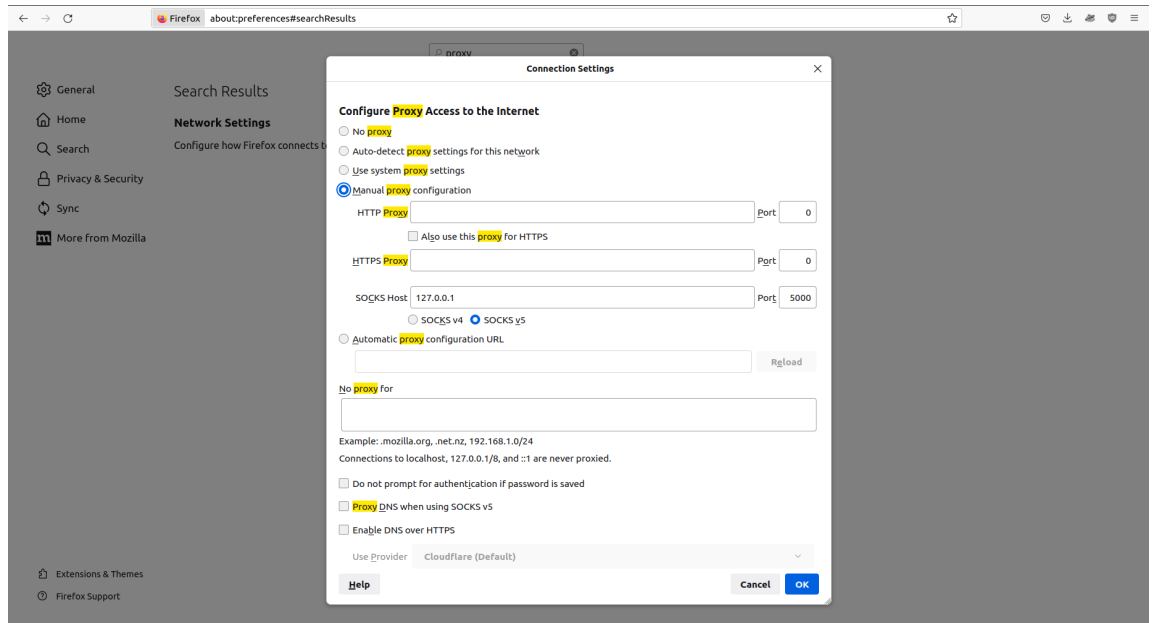 Firefox about:preferences#searchResults
proxy
General
Home
Search
Privacy & Security
Sync
More from Mozilla
Extensions & Themes
Firefox Support
Search Results
Network Settings
Configure how Firefox connects t
Connection Settings
Configure Proxy Access to the Internet
No proxy
Auto-detect proxy settings for this network
Use system proxy settings
Manual proxy configuration
HTTP Proxy Port 0
Also use this proxy for HTTPS
HTTPS Proxy Port 0
SOCKS Host 127.0.0.1 Port 5000
SOCKS v4 SOCKS v5
Automatic proxy configuration URL
Reload
No proxy for
Example: .mozilla.org, .net.nz, 192.168.1.0/24
Connections to localhost, 127.0.0.1/8, and ::1 are never proxied.
Do not prompt for authentication if password is saved
Proxy DNS when using SOCKS v5
Enable DNS over HTTPS
Use Provider Cloudflare (Default)
Help Cancel OK